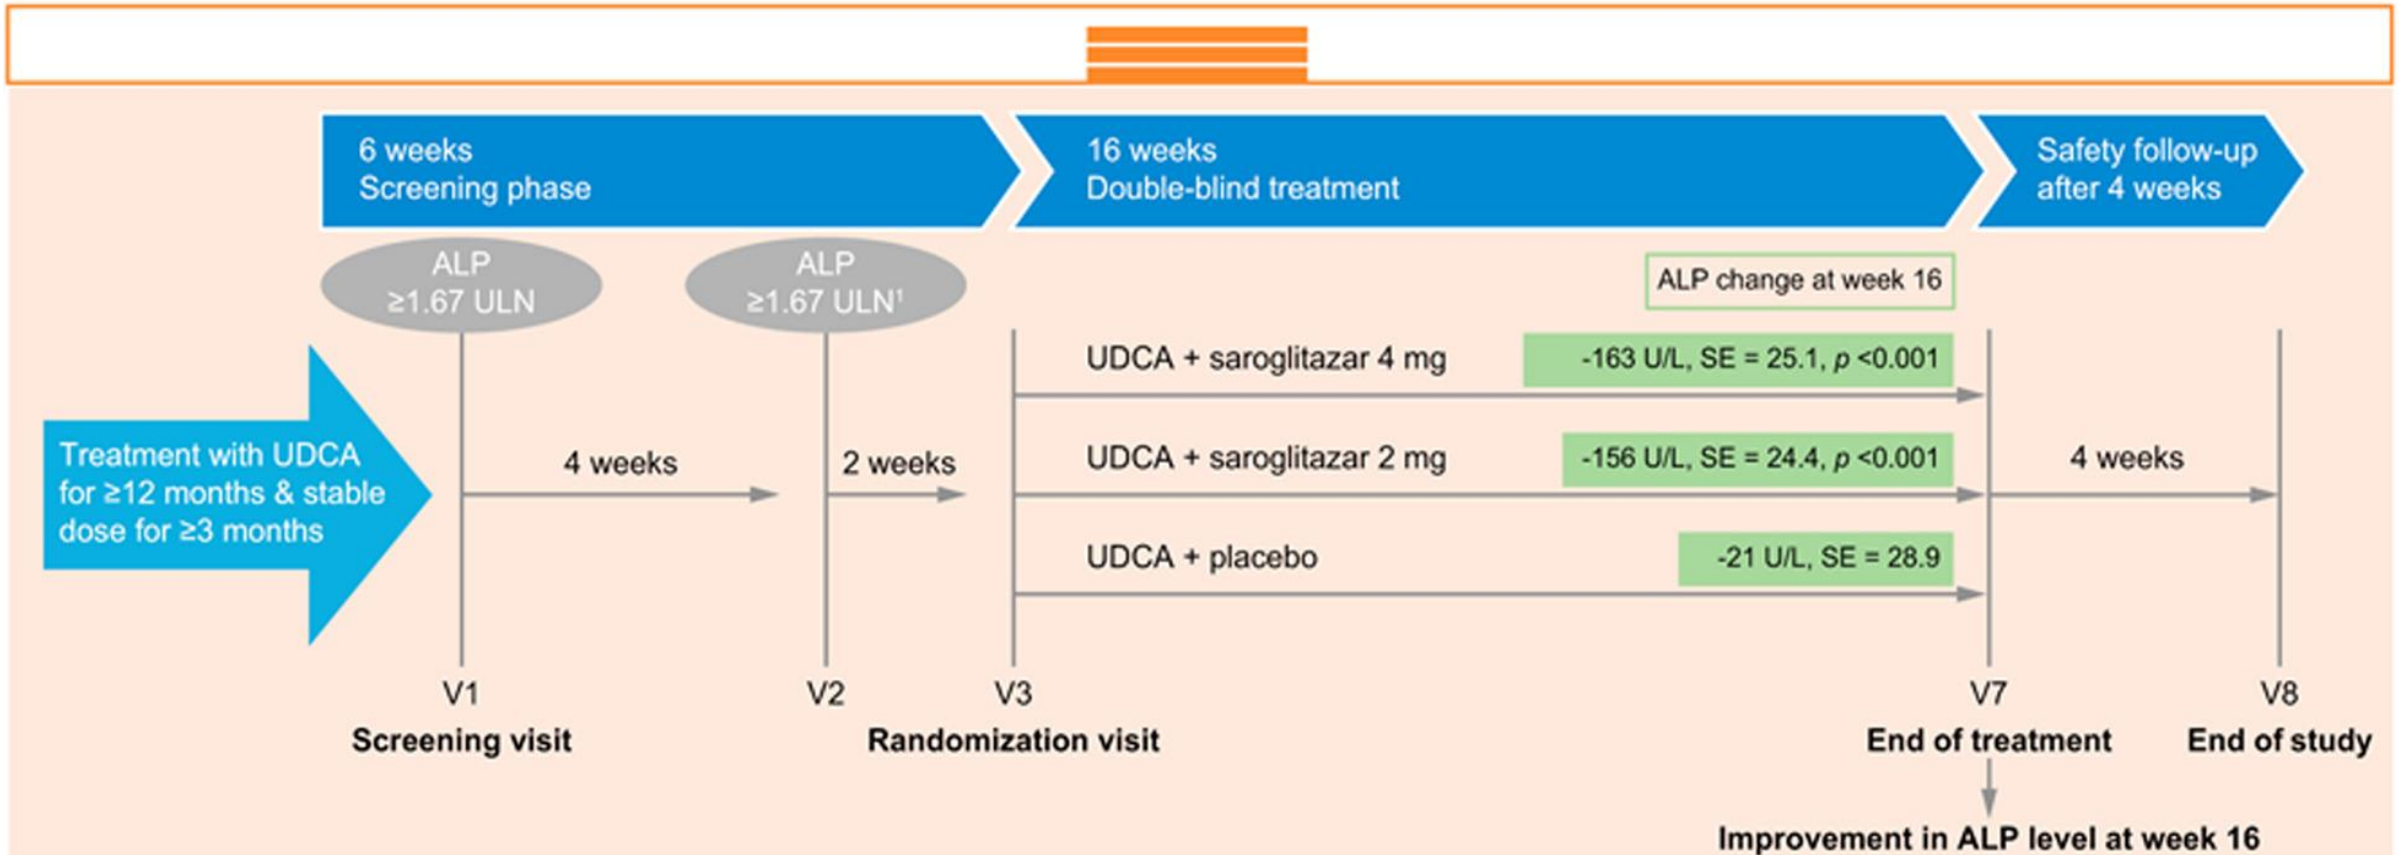 6 weeks
Screening phase
16 weeks
Double-blind treatment
Safety follow-up
after 4 weeks
ALP
≥1.67 ULN
ALP
≥1.67 ULN¹
ALP change at week 16
Treatment with UDCA
for ≥12 months & stable
dose for ≥3 months
4 weeks
2 weeks
UDCA + saroglitazar 4 mg
-163 U/L, SE = 25.1, p <0.001
UDCA + saroglitazar 2 mg
-156 U/L, SE = 24.4, p <0.001
UDCA + placebo
-21 U/L, SE = 28.9
4 weeks
V1
Screening visit
V2
V3
Randomization visit
V7
End of treatment
V8
End of study
Improvement in ALP level at week 16